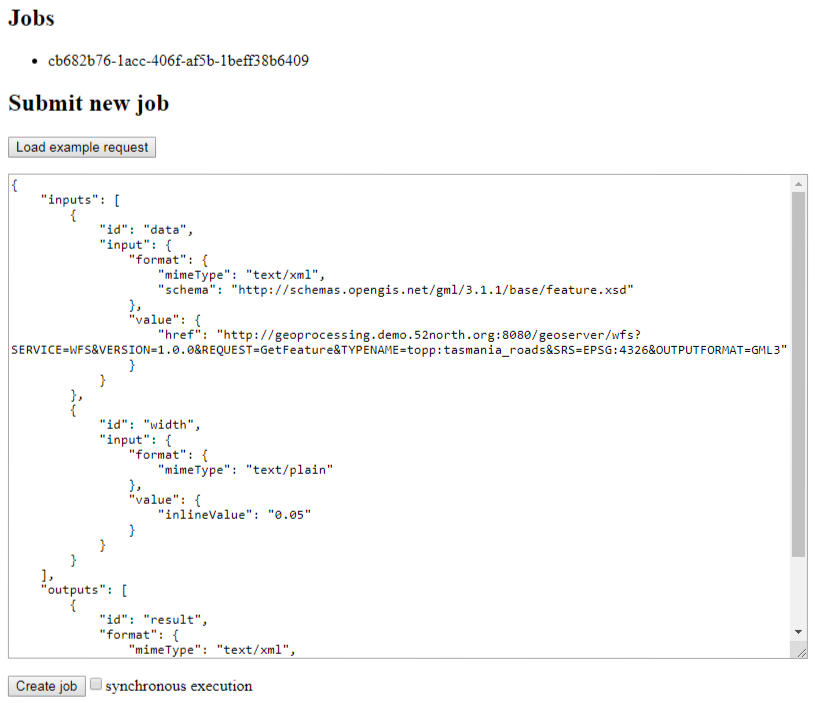 Jobs
cb682b76-1acc-406f-af5b-1beff38b6409
Submit new job
Load example request
{
    "inputs": [
        {
            "id": "data",
            "input": {
                "format": {
                    "mimeType": "text/xml",
                    "schema": "http://schemas.opengis.net/gml/3.1.1/base/feature.xsd"
                },
                "value": {
                    "href": "http://geoprocessing.demo.52north.org:8080/geoserver/wfs?
SERVICE=WFS&VERSION=1.0.0&REQUEST=GetFeature&TYPENAME=topp:tasmania_roads&SRS=EPSG:4326&OUTPUTFORMAT=GML3"
                }
            }
        },
        {
            "id": "width",
            "input": {
                "format": {
                    "mimeType": "text/plain"
                },
                "value": {
                    "inlineValue": "0.05"
                }
            }
        }
    ],
    "outputs": [
        {
            "id": "result",
            "format": {
                "mimeType": "text/xml",
Create job synchronous execution